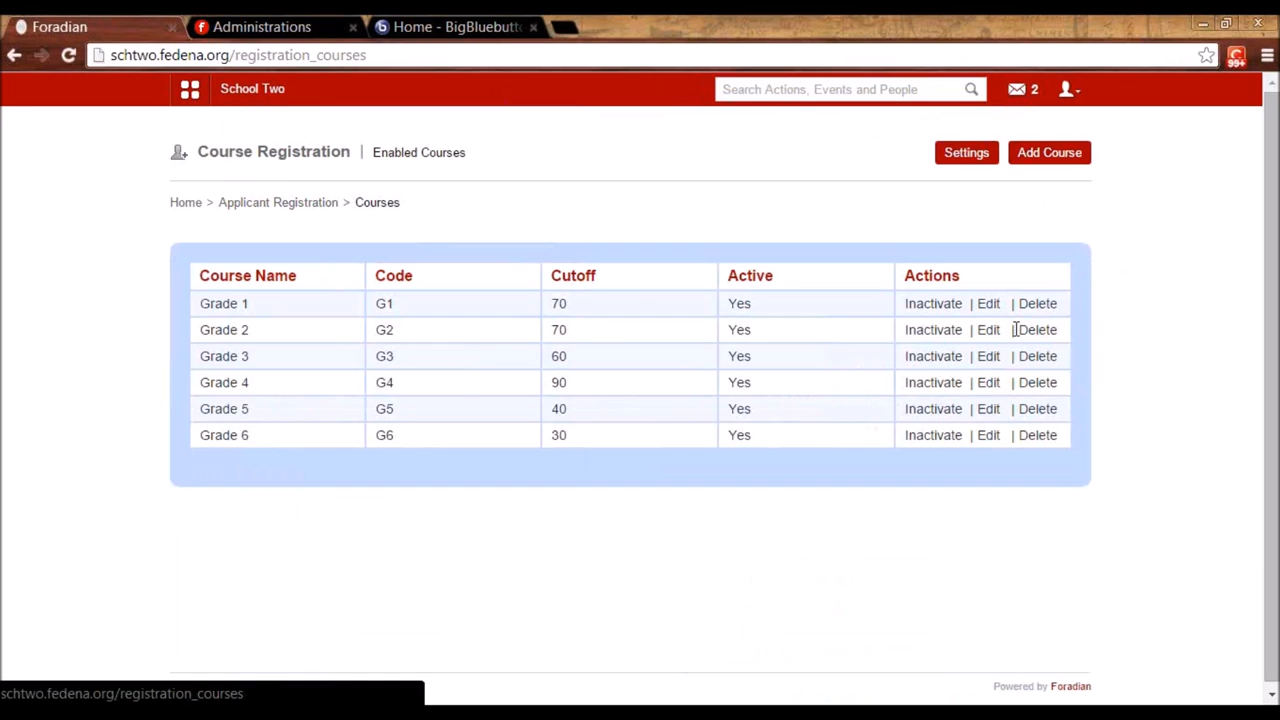 Foradian
Administrations
Home - BigBluebutto
schtwo.fedena.org/registration_courses
99+
School Two
Search Actions, Events and People
2
Course Registration | Enabled Courses
Settings
Add Course
Home > Applicant Registration > Courses
Course Name Code Cutoff Active Actions
Grade 1 G1 70 Yes Inactivate | Edit | Delete
Grade 2 G2 70 Yes Inactivate | Edit | Delete
Grade 3 G3 60 Yes Inactivate | Edit | Delete
Grade 4 G4 90 Yes Inactivate | Edit | Delete
Grade 5 G5 40 Yes Inactivate | Edit | Delete
Grade 6 G6 30 Yes Inactivate | Edit | Delete
Powered by Foradian
schtwo.fedena.org/registration_courses